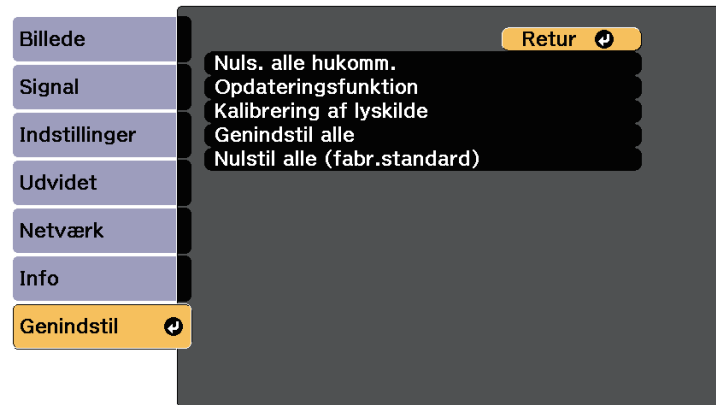 Billede
Signal
Indstillinger
Udvidet
Netværk
Info
Genindstil
Retur
Nuls. alle hukomm.
Opdateringsfunktion
Kalibrering af lyskilde
Genindstil alle
Nulstil alle (fabr.standard)